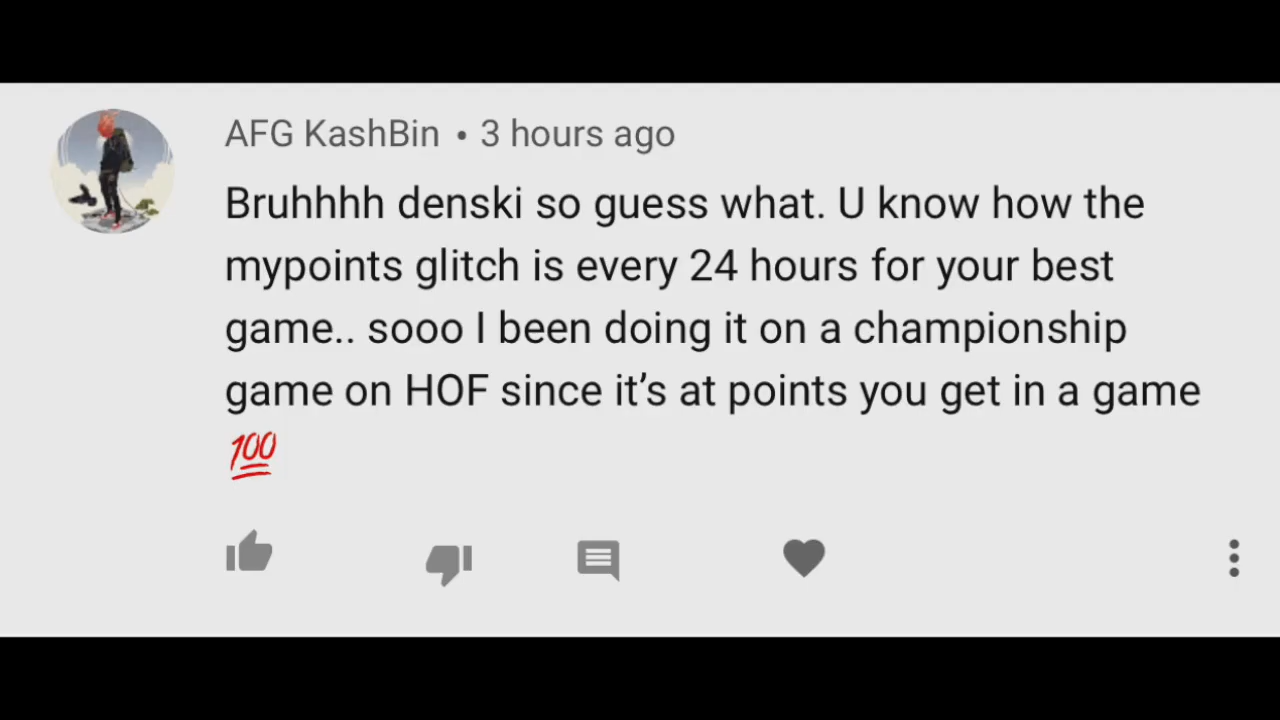 AFG KashBin • 3 hours ago
Bruhhhh denski so guess what. U know how the
mypoints glitch is every 24 hours for your best
game.. sooo I been doing it on a championship
game on HOF since it’s at points you get in a game
💯